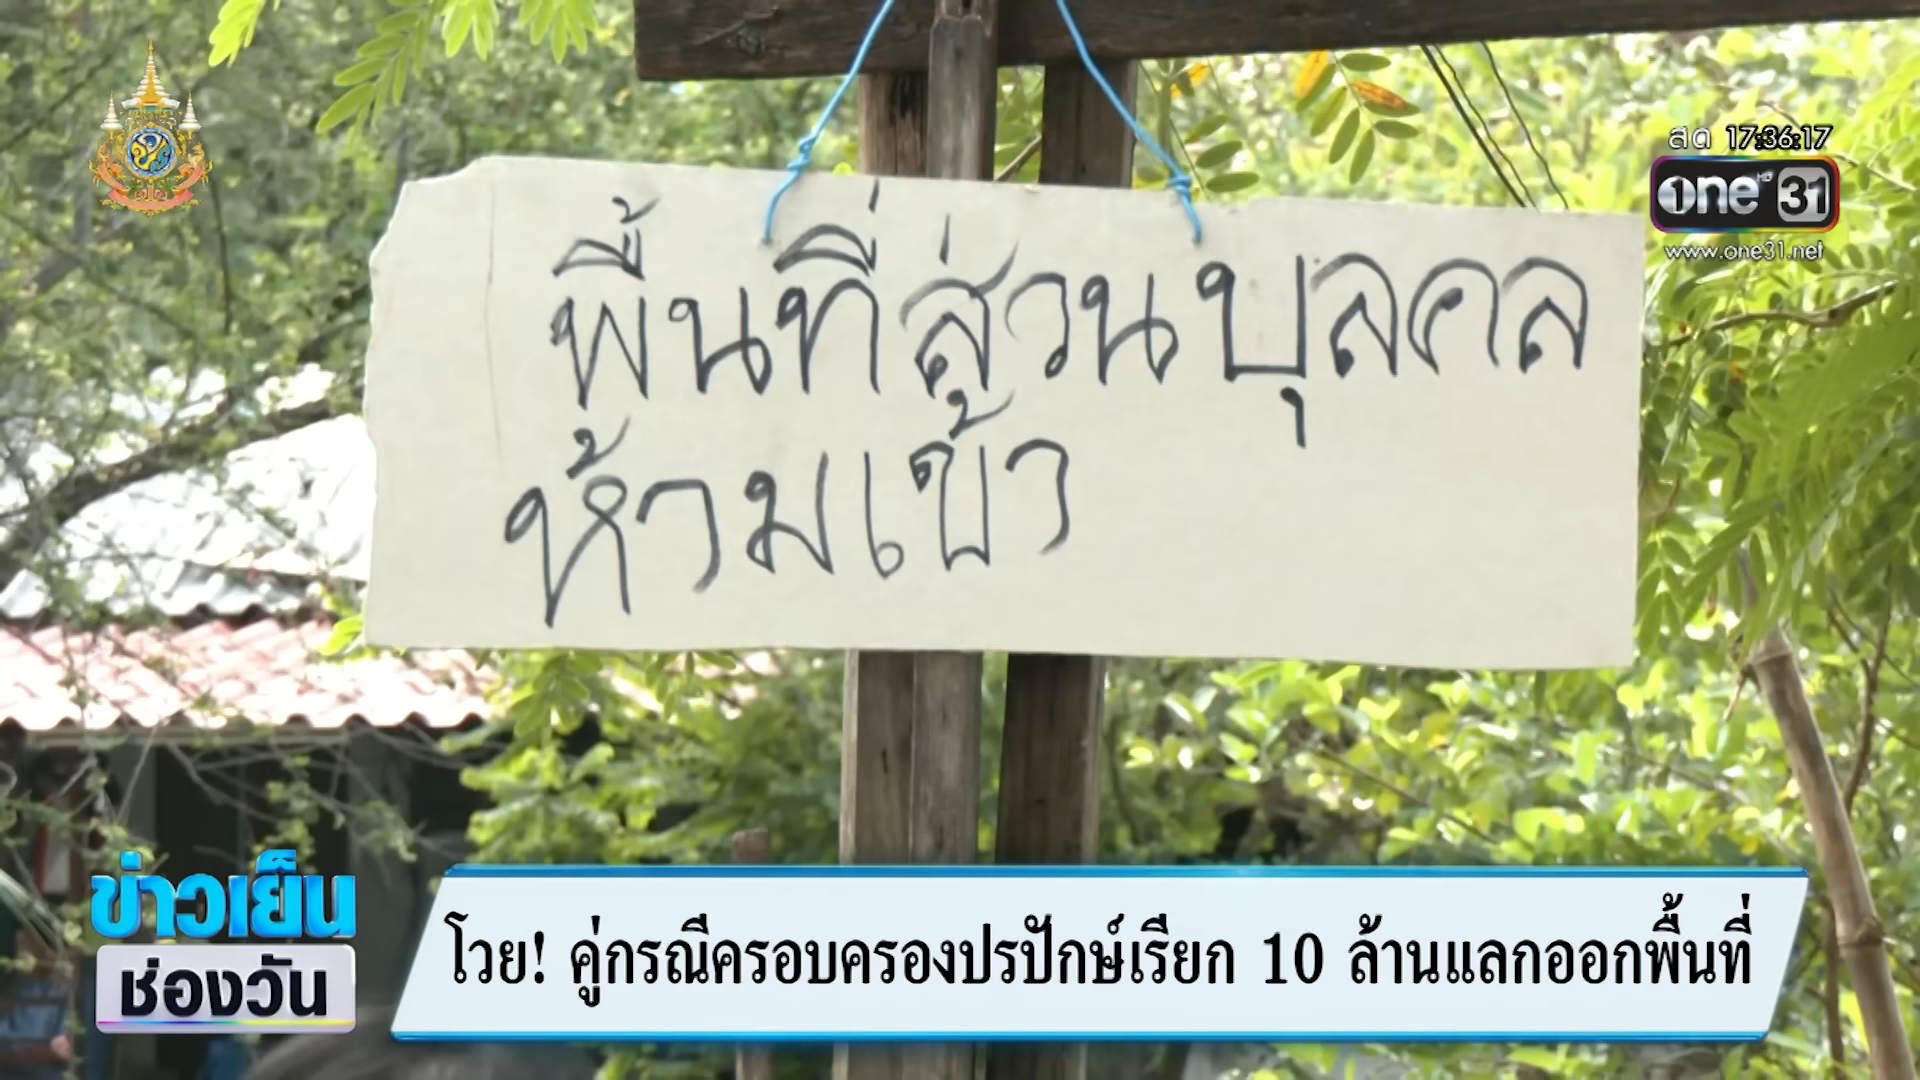 สด 17:36:17
one HD 31
www.one31.net
พื้นที่ส่วนบุลคล
ห้ามเข้า
ข่าวเย็น
ช่องวัน
โวย! คู่กรณีครอบครองปรปักษ์เรียก 10 ล้านแลกออกพื้นที่